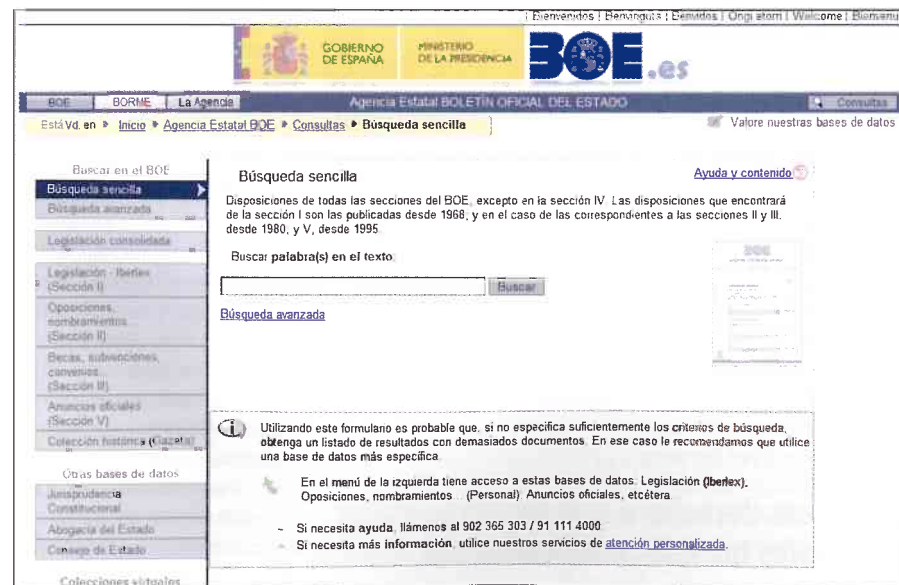 | Bienvenidos | Benvinguts | Benvidos | Ongi etorri | Welcome | Bienvenu
GOBIERNO
DE ESPAÑA
MINISTERIO
DE LA PRESIDENCIA
BOE.es
BOE BORME La Agencia Agencia Estatal BOLETÍN OFICIAL DEL ESTADO Consultas
Está Vd. en Inicio Agencia Estatal BOE Consultas Búsqueda sencilla Valore nuestras bases de datos
Buscar en el BOE
Búsqueda sencilla
Búsqueda avanzada
Legislación consolidada
Legislación - Iberlex
(Sección I)
Oposiciones,
nombramientos...
(Sección II)
Becas, subvenciones,
convenios...
(Sección III)
Anuncios oficiales
(Sección V)
Colección histórica (Gazeta)
Otras bases de datos
Jurisprudencia
Constitucional
Abogacía del Estado
Consejo de Estado
Colecciones virtuales
Búsqueda sencilla
Ayuda y contenido
Disposiciones de todas las secciones del BOE, excepto en la sección IV. Las disposiciones que encontrará
de la sección I son las publicadas desde 1968; y en el caso de las correspondientes a las secciones II y III,
desde 1980; y V, desde 1995.
Buscar palabra(s) en el texto:
Buscar
Búsqueda avanzada
BOE
Utilizando este formulario es probable que, si no especifica suficientemente los criterios de búsqueda,
obtenga un listado de resultados con demasiados documentos. En ese caso le recomendamos que utilice
una base de datos más específica.
En el menú de la izquierda tiene acceso a estas bases de datos: Legislación (Iberlex),
Oposiciones, nombramientos... (Personal). Anuncios oficiales, etcétera.
~ Si necesita ayuda, llámenos al 902 365 303 / 91 111 4000.
~ Si necesita más información, utilice nuestros servicios de atención personalizada.